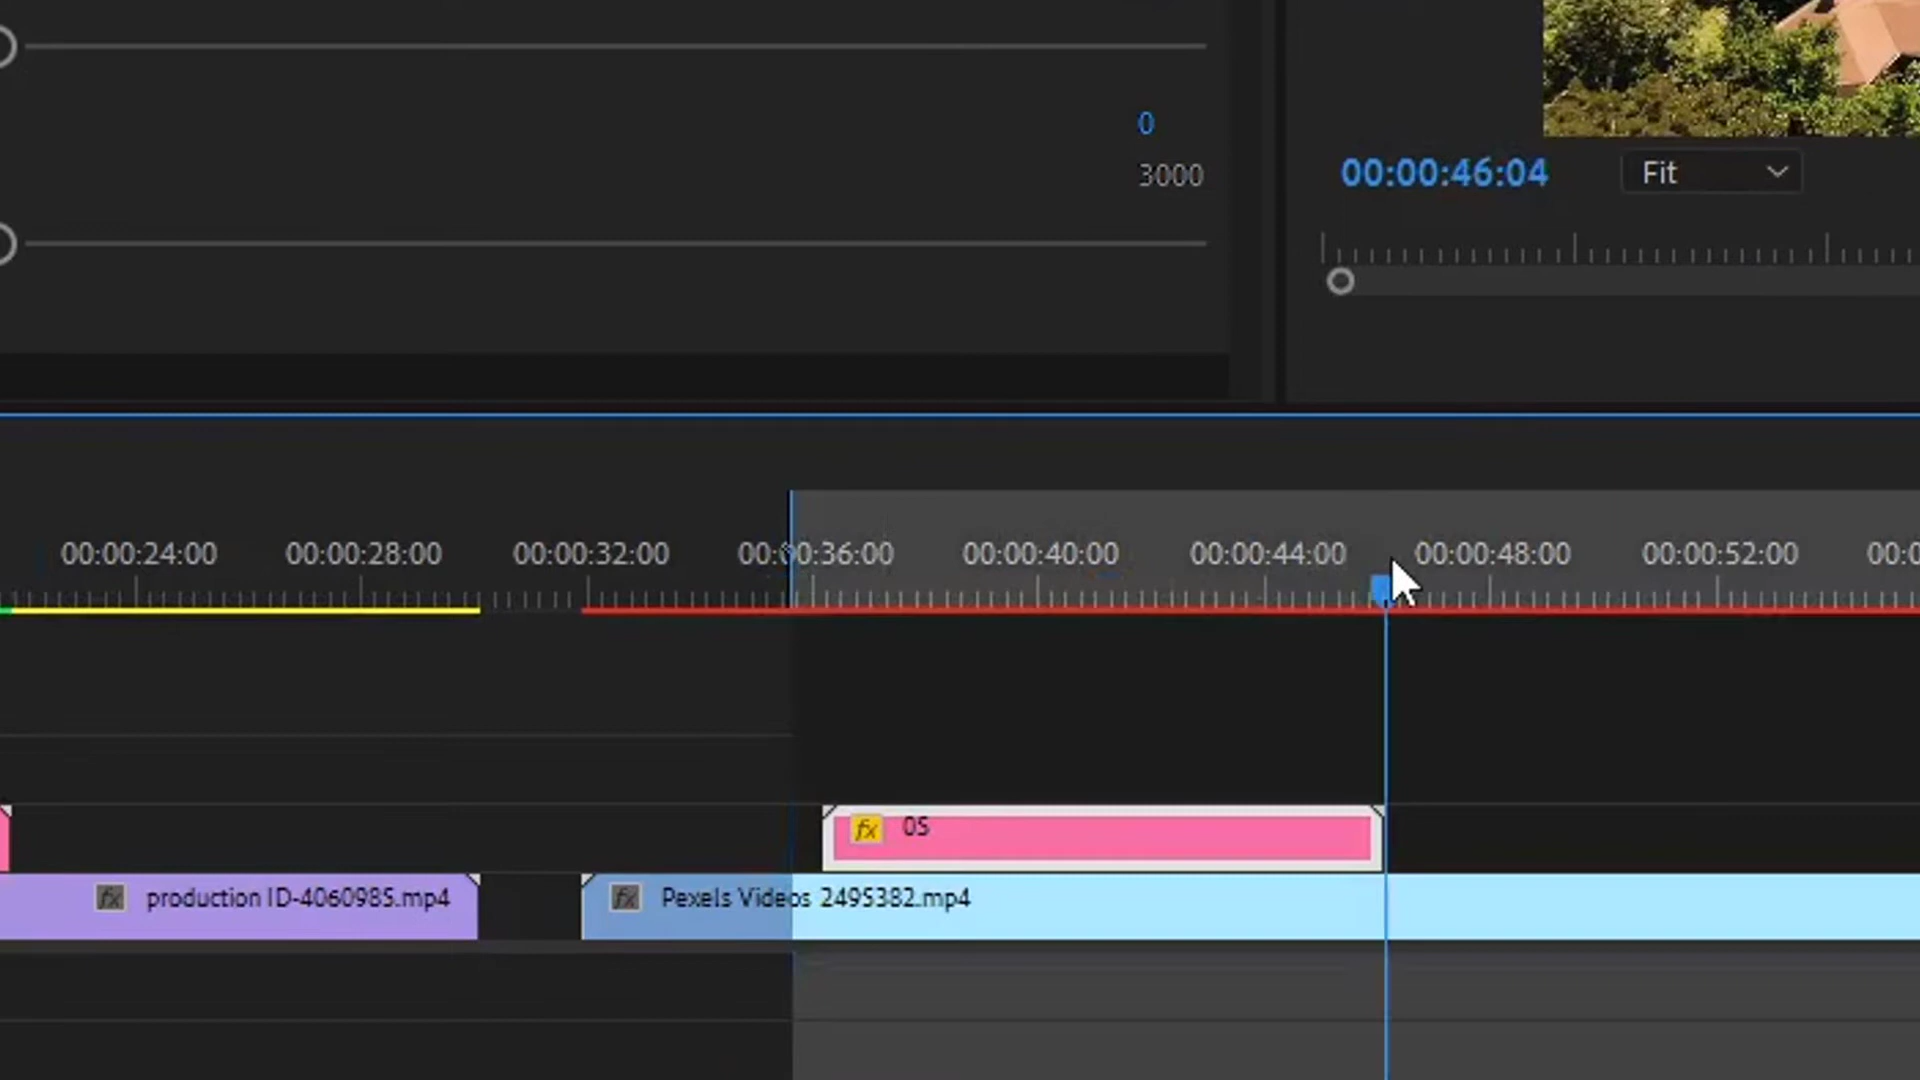 0
3000
00:00:46:04
Fit
00:00:24:00 00:00:28:00 00:00:32:00 00:00:36:00 00:00:40:00 00:00:44:00 00:00:48:00 00:00:52:00 00:0
fx 0S
fx production ID-4060985.mp4 fx Pexels Videos 2495382.mp4